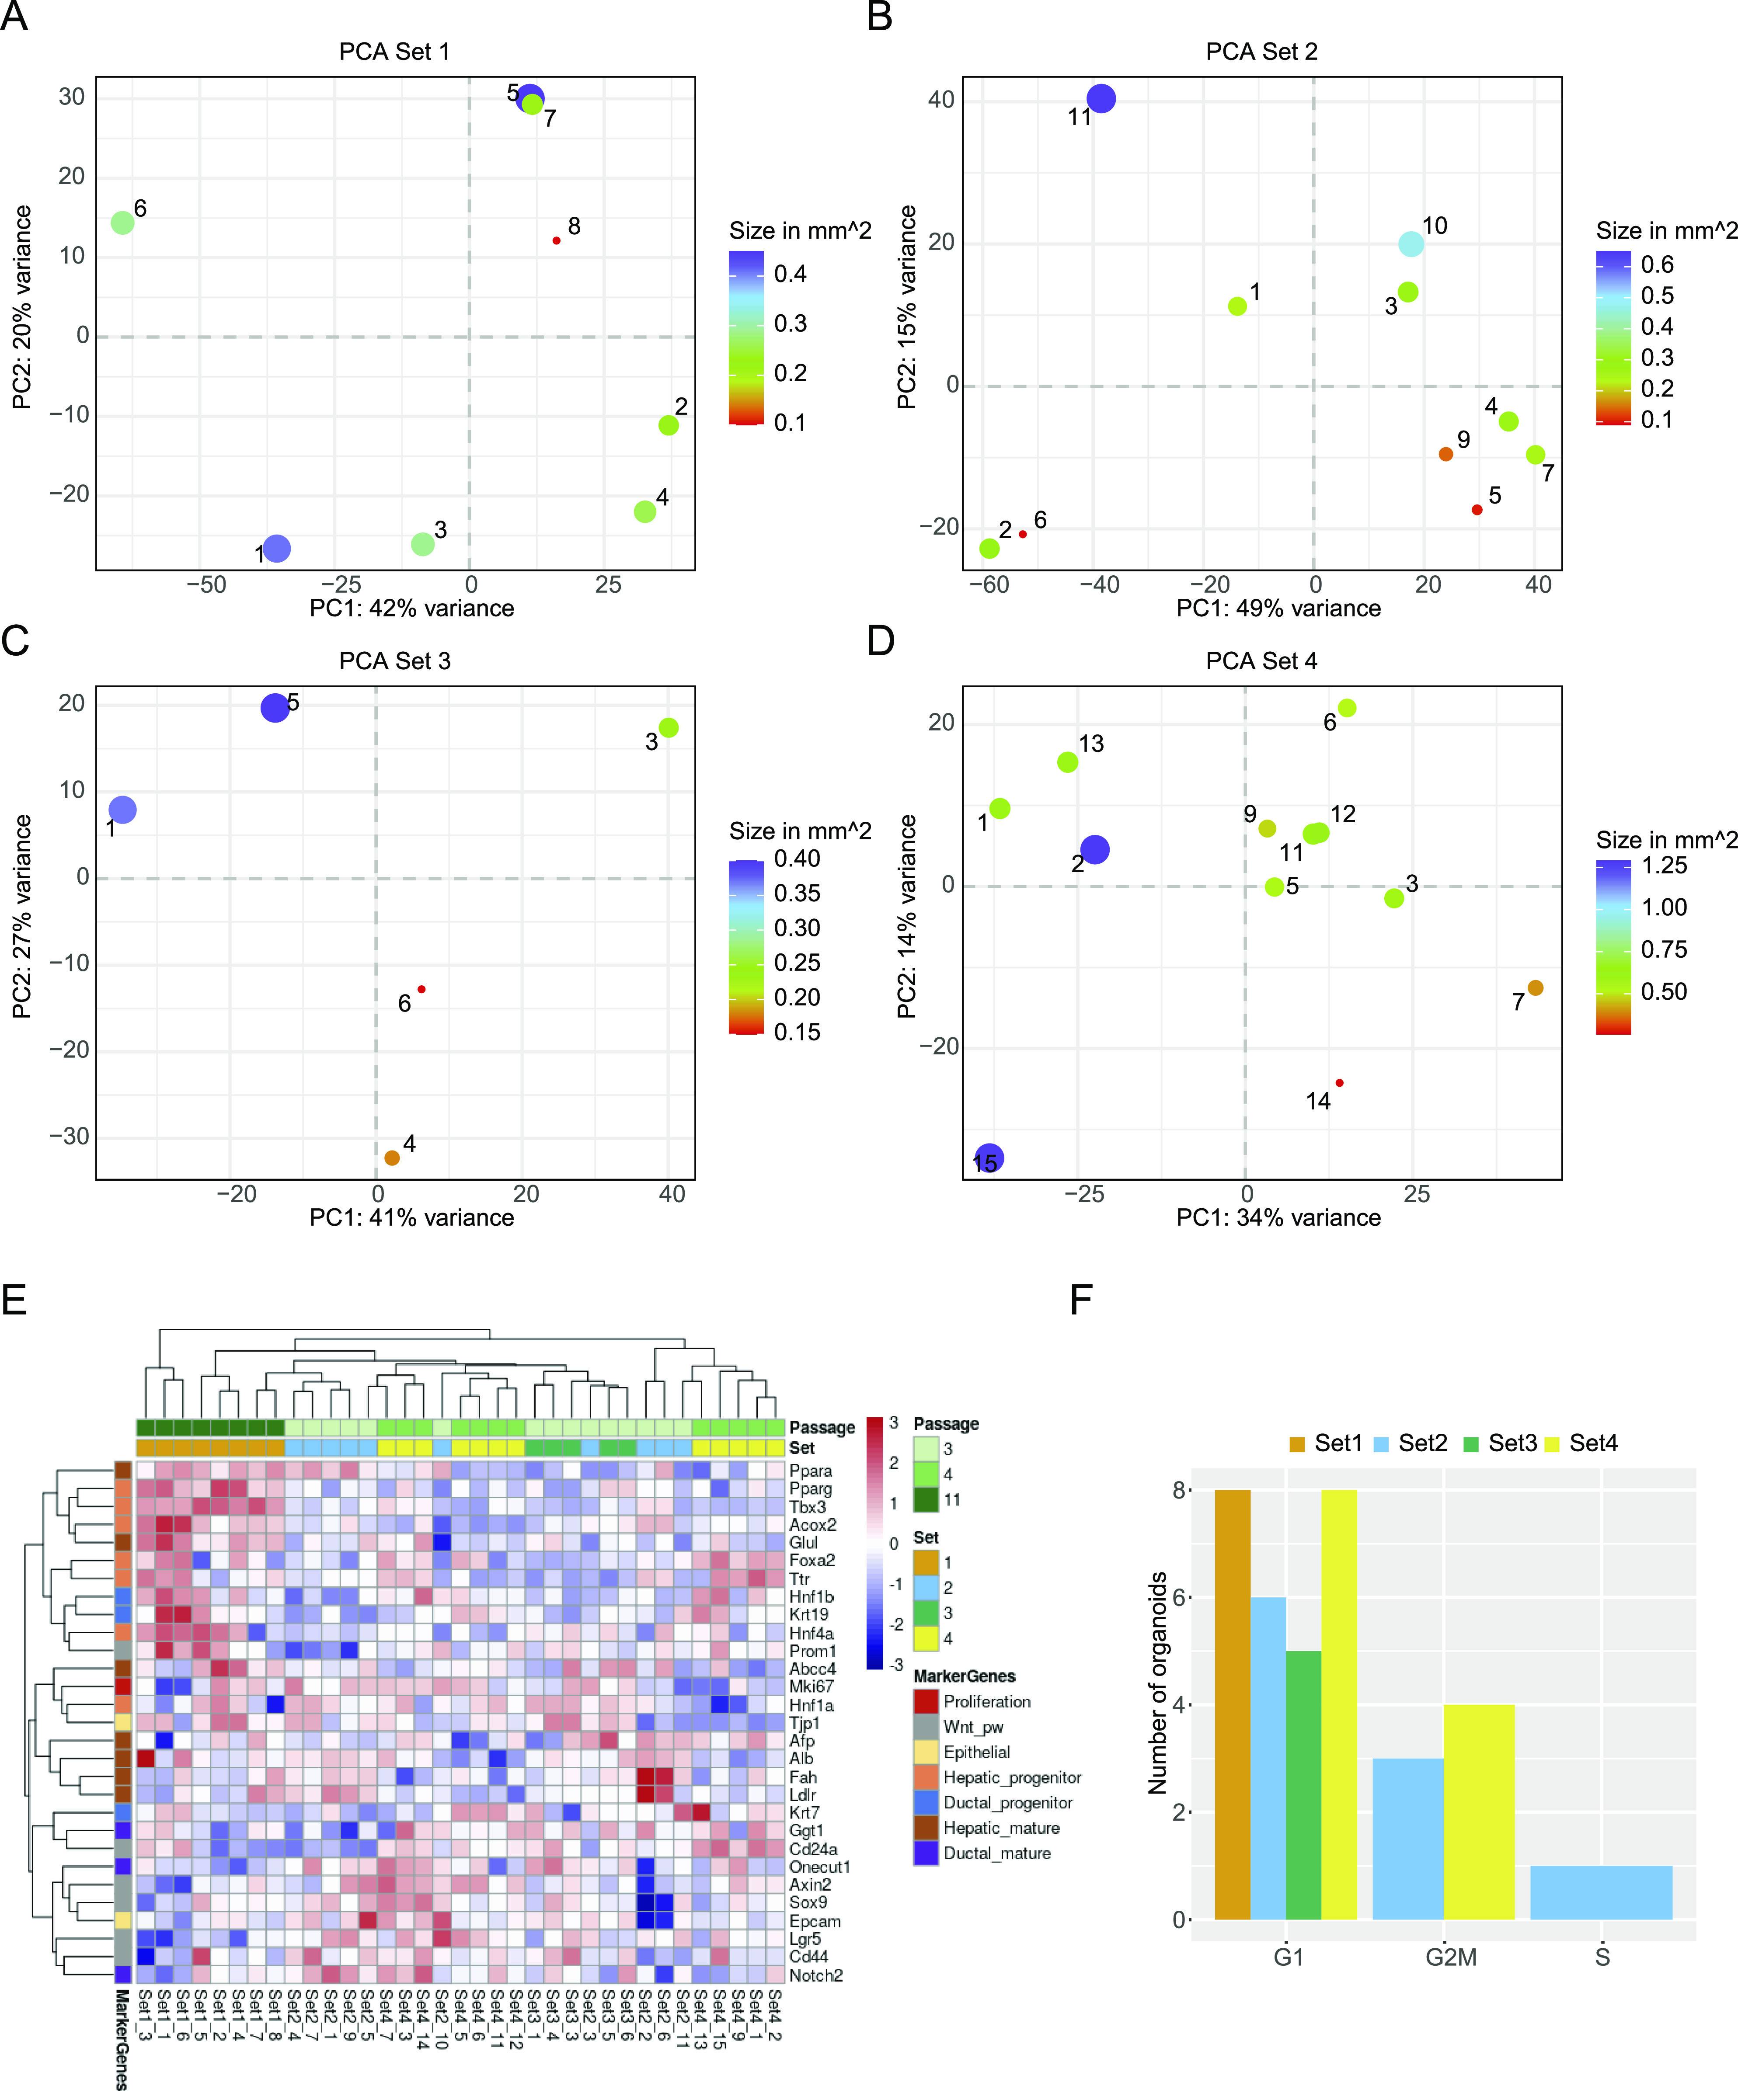 A
PCA Set 1
PC2: 20% variance
30
20
10
0
−10
−20
5
7
6
8
2
4
3
1
−50
−25
0
25
PC1: 42% variance
Size in mm^2
0.4
0.3
0.2
0.1
B
PCA Set 2
PC2: 15% variance
40
20
0
−20
11
10
1
3
4
9
7
5
2
6
−60
−40
−20
0
20
40
PC1: 49% variance
Size in mm^2
0.6
0.5
0.4
0.3
0.2
0.1
C
PCA Set 3
PC2: 27% variance
20
10
0
−10
−20
−30
5
3
1
6
4
−20
0
20
40
PC1: 41% variance
Size in mm^2
0.40
0.35
0.30
0.25
0.20
0.15
D
PCA Set 4
PC2: 14% variance
20
0
−20
6
13
1
9
12
2
11
5
3
7
14
15
−25
0
25
PC1: 34% variance
Size in mm^2
1.25
1.00
0.75
0.50
E
Passage
Set
Ppara
Pparg
Tbx3
Acox2
Glul
Foxa2
Ttr
Hnf1b
Krt19
Hnf4a
Prom1
Abcc4
Mki67
Hnf1a
Tjp1
Afp
Alb
Fah
Ldlr
Krt7
Ggt1
Cd24a
Onecut1
Axin2
Sox9
Epcam
Lgr5
Cd44
Notch2
MarkerGenes
Set1_3
Set1_1
Set1_6
Set1_5
Set1_2
Set1_4
Set1_7
Set1_8
Set2_4
Set2_7
Set2_1
Set2_9
Set2_5
Set4_7
Set4_3
Set4_14
Set2_10
Set4_5
Set4_6
Set4_11
Set4_12
Set3_1
Set3_4
Set3_3
Set2_3
Set3_5
Set3_6
Set2_2
Set2_6
Set2_11
Set4_13
Set4_15
Set4_9
Set4_1
Set4_2
3
2
1
0
-1
-2
-3
Passage
3
4
11
Set
1
2
3
4
MarkerGenes
Proliferation
Wnt_pw
Epithelial
Hepatic_progenitor
Ductal_progenitor
Hepatic_mature
Ductal_mature
F
Set1 Set2 Set3 Set4
Number of organoids
8
6
4
2
0
G1
G2M
S